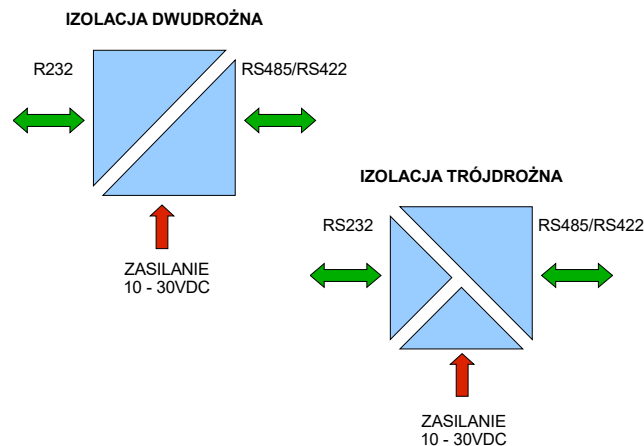 IZOLACJA DWUDROŻNA
R232
RS485/RS422
ZASILANIE
10 - 30VDC
IZOLACJA TRÓJDROŻNA
RS232
RS485/RS422
ZASILANIE
10 - 30VDC